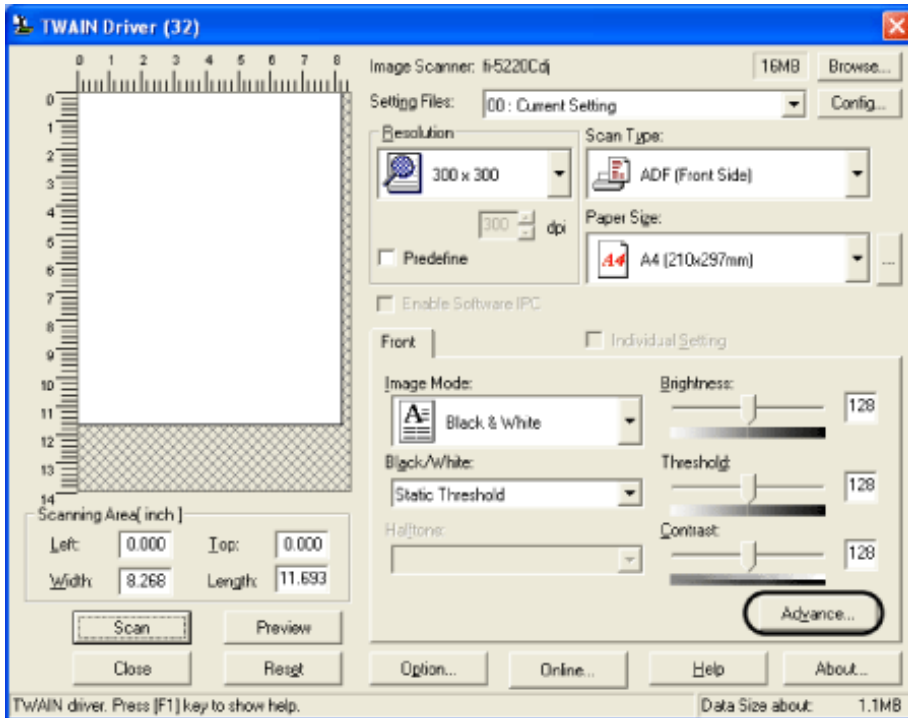 TWAIN Driver (32)
0 1 2 3 4 5 6 7 8
0
1
2
3
4
5
6
7
8
9
10
11
12
13
14
Image Scanner: fi-5220Cdj
16MB
Browse...
Setting Files:
00 : Current Setting
Config...
Resolution
300 x 300
300
dpi
Predefine
Scan Type:
ADF (Front Side)
Paper Size:
A4
A4 (210x297mm)
...
Enable Software IPC
Front
Individual Setting
Image Mode:
A
Black & White
Black/White:
Static Threshold
Halftone:
Brightness:
128
Threshold:
128
Contrast:
128
Advance...
Scanning Area[ inch ]
Left: 0.000 Top: 0.000
Width: 8.268 Length: 11.693
Scan
Preview
Close
Reset
Option...
Online...
Help
About...
TWAIN driver. Press [F1] key to show help.
Data Size about: 1.1MB